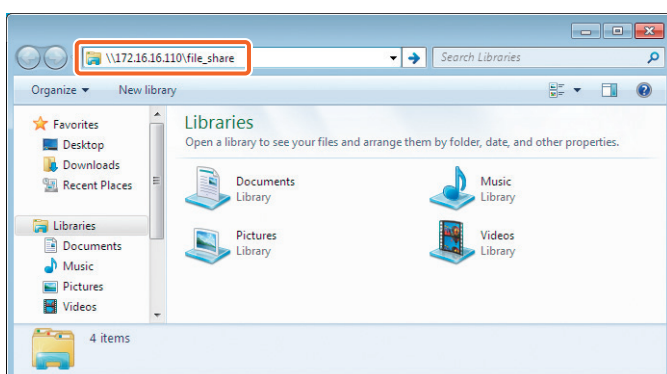 \\172.16.16.110\file_share
Search Libraries
Organize
New library
Favorites
Desktop
Downloads
Recent Places
Libraries
Documents
Music
Pictures
Videos
Libraries
Open a library to see your files and arrange them by folder, date, and other properties.
Documents
Library
Music
Library
Pictures
Library
Videos
Library
4 items